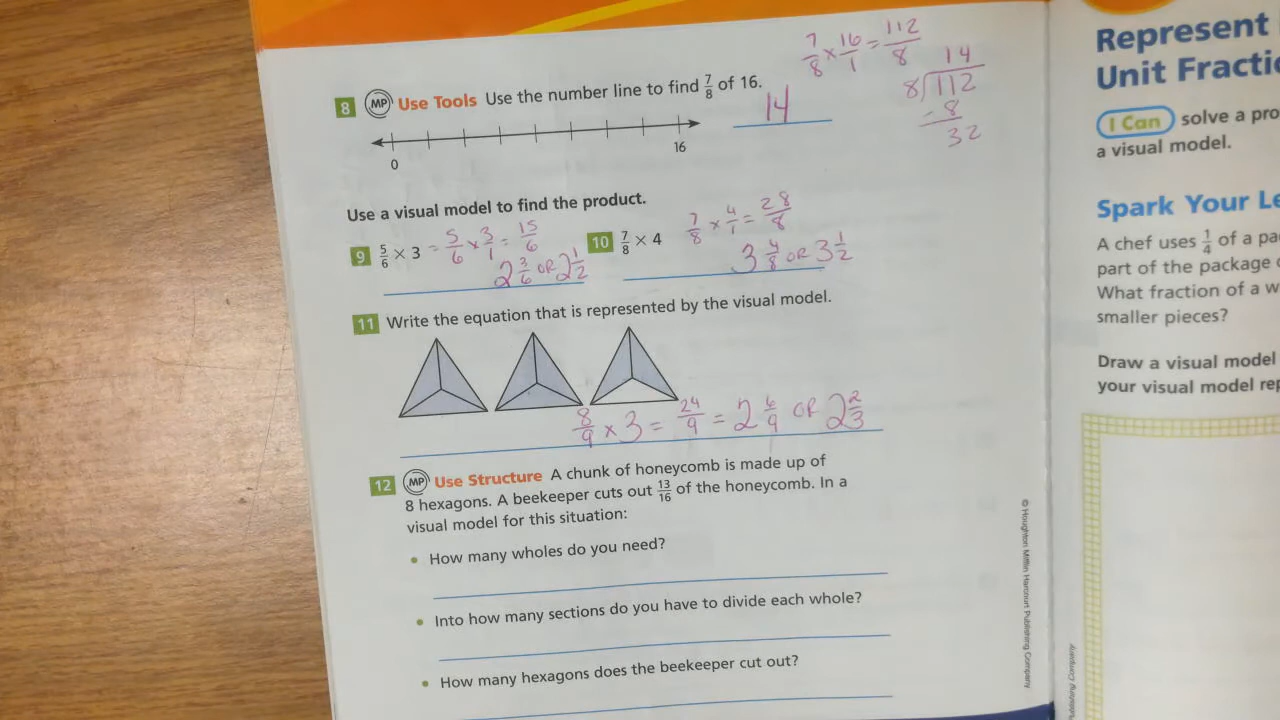 7/8 × 16/1 = 112/8
14
8)112
- 8
32
8 MP Use Tools Use the number line to find 7/8 of 16.
14
0 16
Use a visual model to find the product.
9 5/6 × 3 = 5/6 × 3/1 = 15/6
2 3/6 OR 2 1/2
10 7/8 × 4 7/8 × 4/1 = 28/8
3 4/8 OR 3 1/2
11 Write the equation that is represented by the visual model.
8/9 × 3 = 24/9 = 2 6/9 OR 2 2/3
12 MP Use Structure A chunk of honeycomb is made up of
8 hexagons. A beekeeper cuts out 13/16 of the honeycomb. In a
visual model for this situation:
• How many wholes do you need?
• Into how many sections do you have to divide each whole?
• How many hexagons does the beekeeper cut out?
© Houghton Mifflin Harcourt Publishing Company
Represent
Unit Fractio
I Can solve a pro
a visual model.
Spark Your Le
A chef uses 1/4 of a pa
part of the package
What fraction of a w
smaller pieces?
Draw a visual model
your visual model rep
Publishing Company